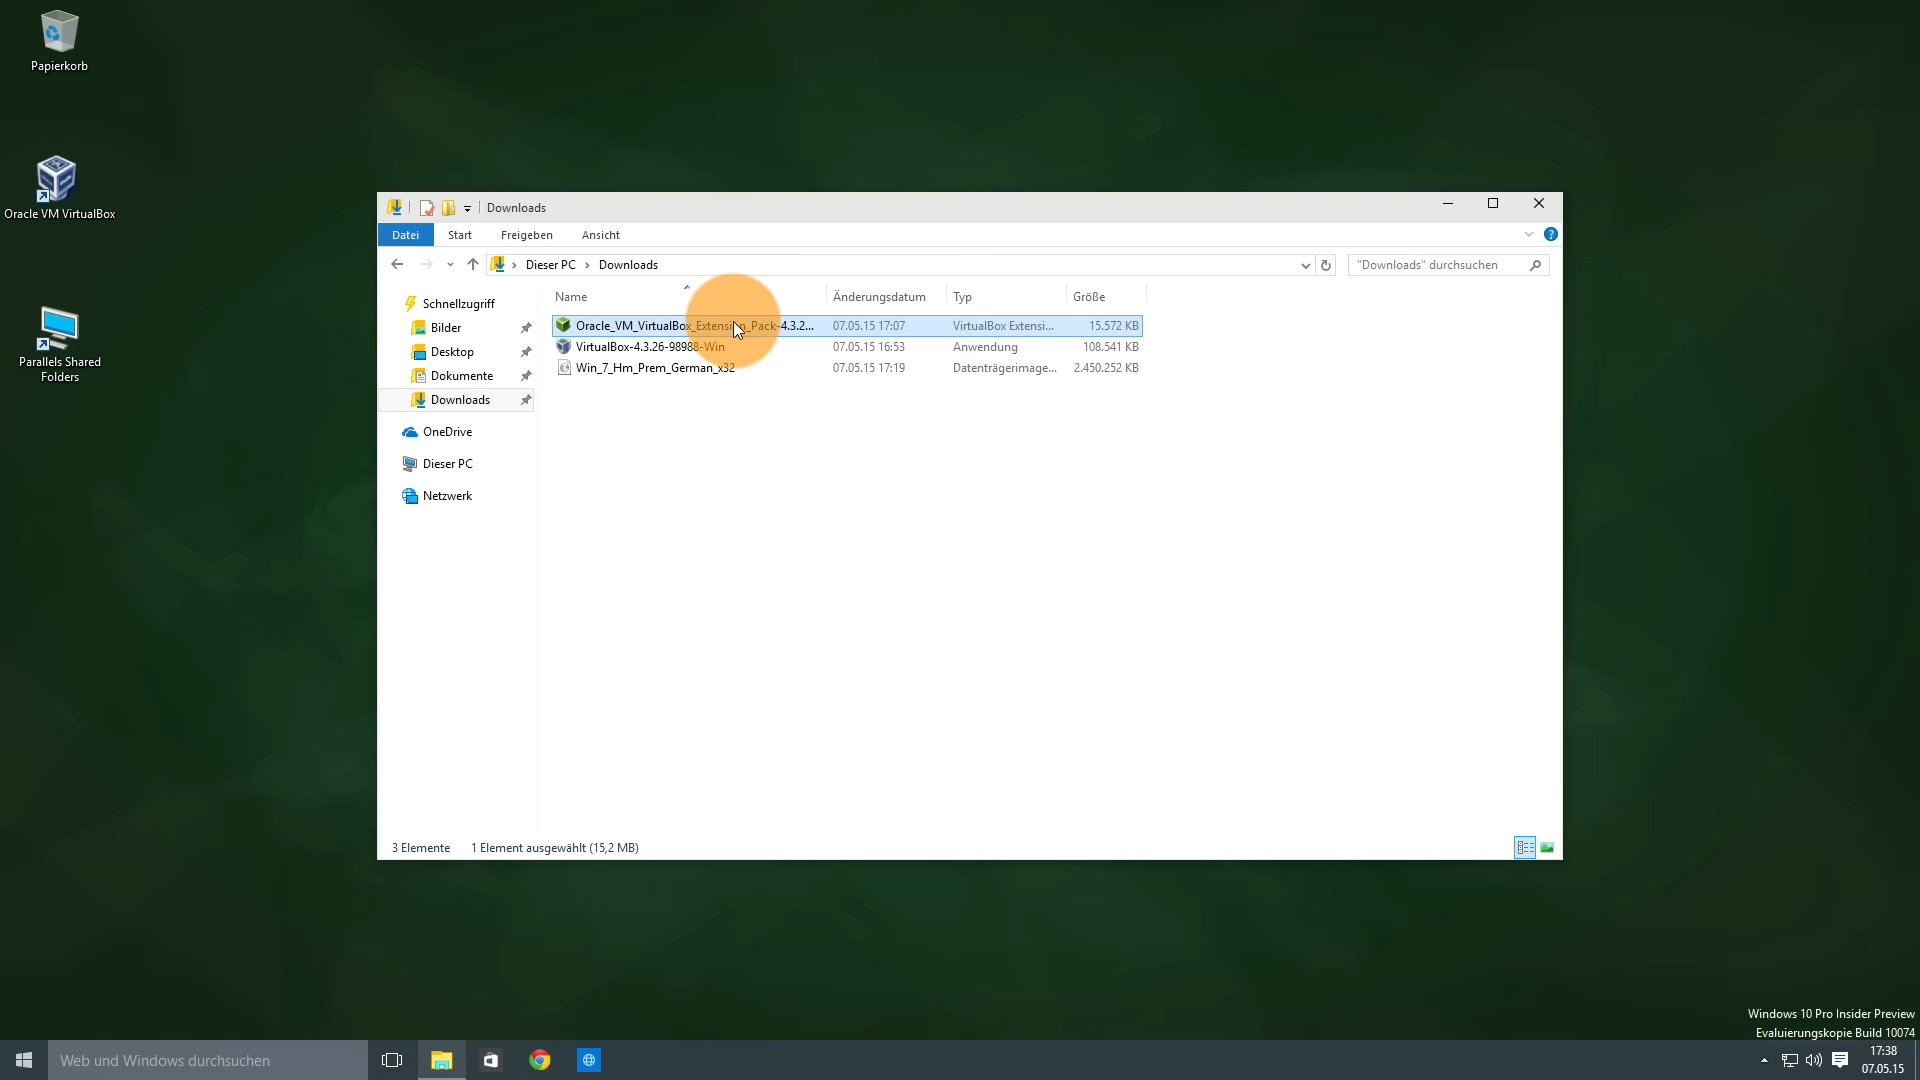 Papierkorb
Oracle VM VirtualBox
Parallels Shared
Folders
Downloads
Datei Start Freigeben Ansicht
Dieser PC Downloads
"Downloads" durchsuchen
Name Änderungsdatum Typ Größe
Oracle_VM_VirtualBox_Extension_Pack-4.3.2... 07.05.15 17:07 VirtualBox Extensi... 15.572 KB
VirtualBox-4.3.26-98988-Win 07.05.15 16:53 Anwendung 108.541 KB
Win_7_Hm_Prem_German_x32 07.05.15 17:19 Datenträgerimage... 2.450.252 KB
Schnellzugriff
Bilder
Desktop
Dokumente
Downloads
OneDrive
Dieser PC
Netzwerk
3 Elemente 1 Element ausgewählt (15,2 MB)
Windows 10 Pro Insider Preview
Evaluierungskopie Build 10074
Web und Windows durchsuchen
17:38
07.05.15